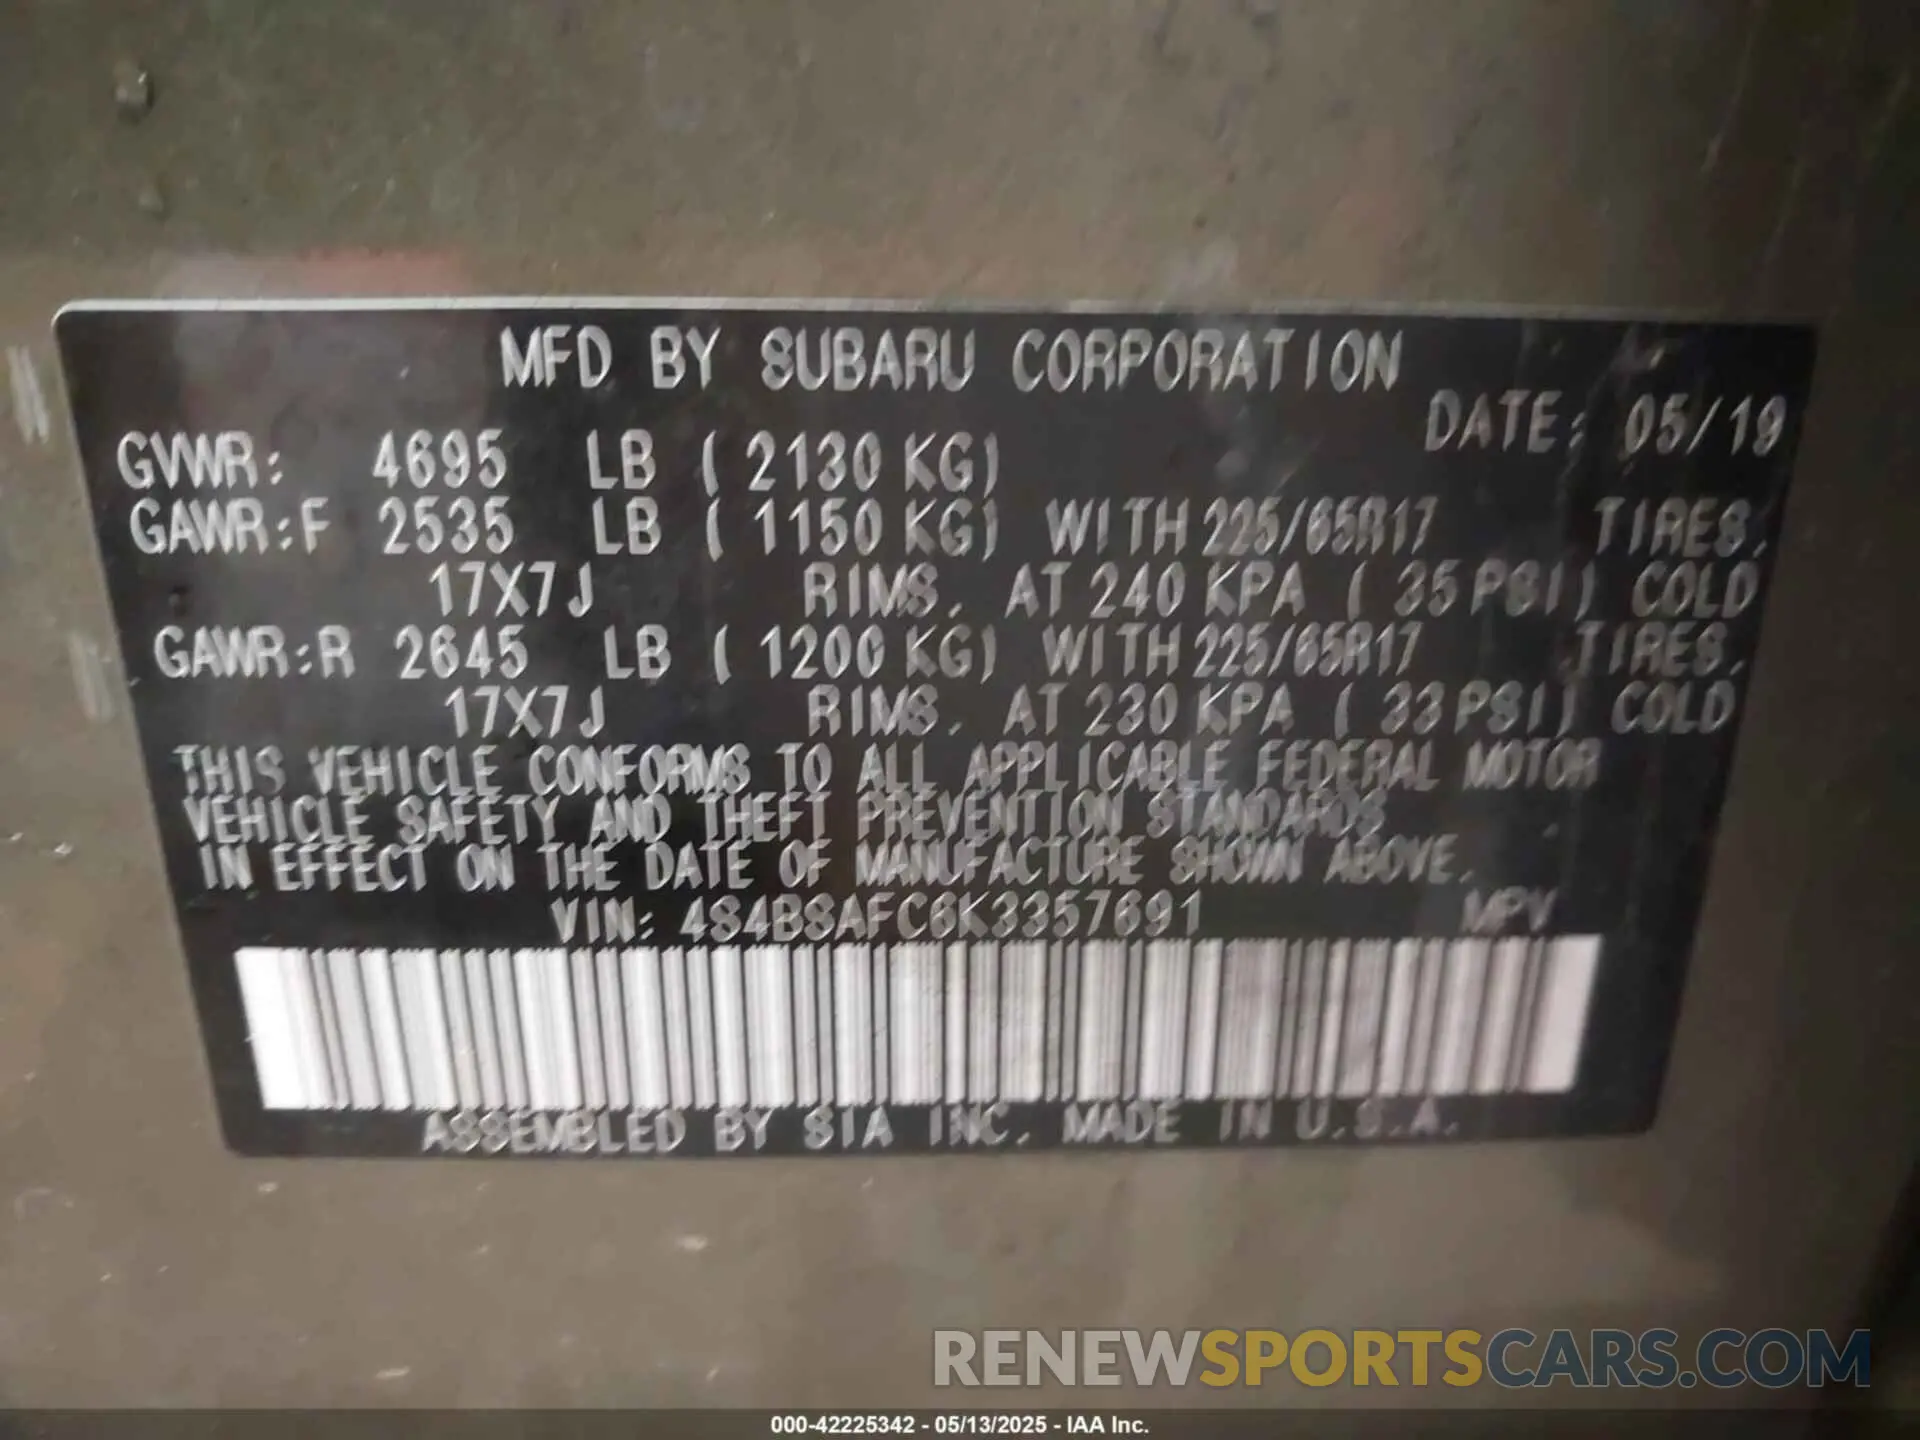 MFD BY SUBARU CORPORATION
DATE: 05/19
GVWR: 4695 LB ( 2130 KG)
GAWR:F 2535 LB ( 1150 KG) WITH 225/65R17 TIRES,
17X7J RIMS, AT 240 KPA ( 35 PSI) COLD
GAWR:R 2645 LB ( 1200 KG) WITH 225/65R17 TIRES,
17X7J RIMS, AT 230 KPA ( 33 PSI) COLD
THIS VEHICLE CONFORMS TO ALL APPLICABLE FEDERAL MOTOR
VEHICLE SAFETY AND THEFT PREVENTION STANDARDS
IN EFFECT ON THE DATE OF MANUFACTURE SHOWN ABOVE.
VIN: 4S4BSAFC6K3357691 MPV
ASSEMBLED BY SIA INC. MADE IN U.S.A.
RENEWSPORTSCARS.COM
000-42225342 - 05/13/2025 - IAA Inc.